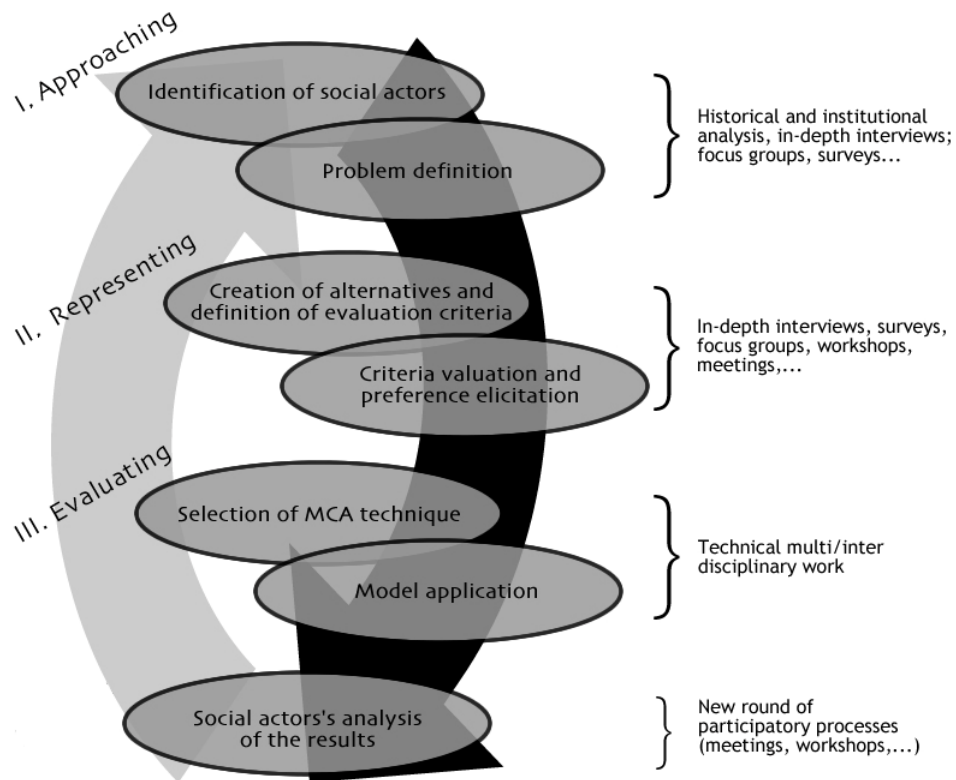 I. Approaching
Identification of social actors
Problem definition
Historical and institutional
analysis, in-depth interviews;
focus groups, surveys...
II. Representing
Creation of alternatives and
definition of evaluation criteria
Criteria valuation and
preference elicitation
In-depth interviews, surveys,
focus groups, workshops,
meetings,...
III. Evaluating
Selection of MCA technique
Model application
Technical multi/inter
disciplinary work
Social actors's analysis
of the results
New round of
participatory processes
(meetings, workshops,...)